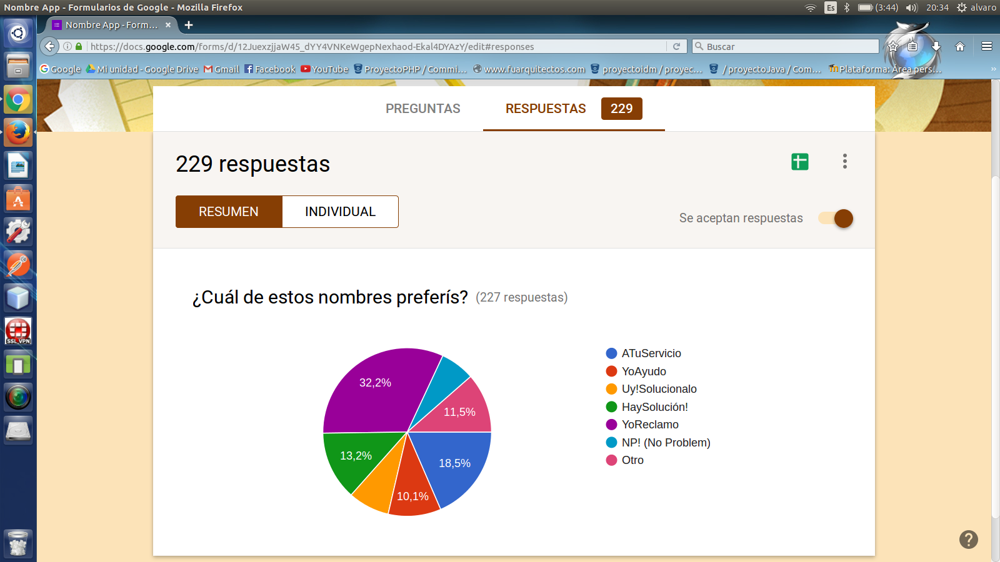 Nombre App - Formularios de Google - Mozilla Firefox
Es
(3:44)
20:34
alvaro
Nombre App - Form...
https://docs.google.com/forms/d/12JuexzjjaW45_dYY4VNKeWgepNexhaod-Ekal4DYAzY/edit#responses
Buscar
Google
Mi unidad - Google Drive
Gmail
Facebook
YouTube
ProyectoPHP / Commi...
www.fuarquitectos.com
proyectoidm / proyec...
/ proyectoJava / Com...
Plataforma: Área pers...
PREGUNTAS
RESPUESTAS
229
229 respuestas
RESUMEN
INDIVIDUAL
Se aceptan respuestas
¿Cuál de estos nombres preferís? (227 respuestas)
32,2%
11,5%
13,2%
18,5%
10,1%
ATuServicio
YoAyudo
Uy!Solucionalo
HaySolución!
YoReclamo
NP! (No Problem)
Otro
SSL VPN